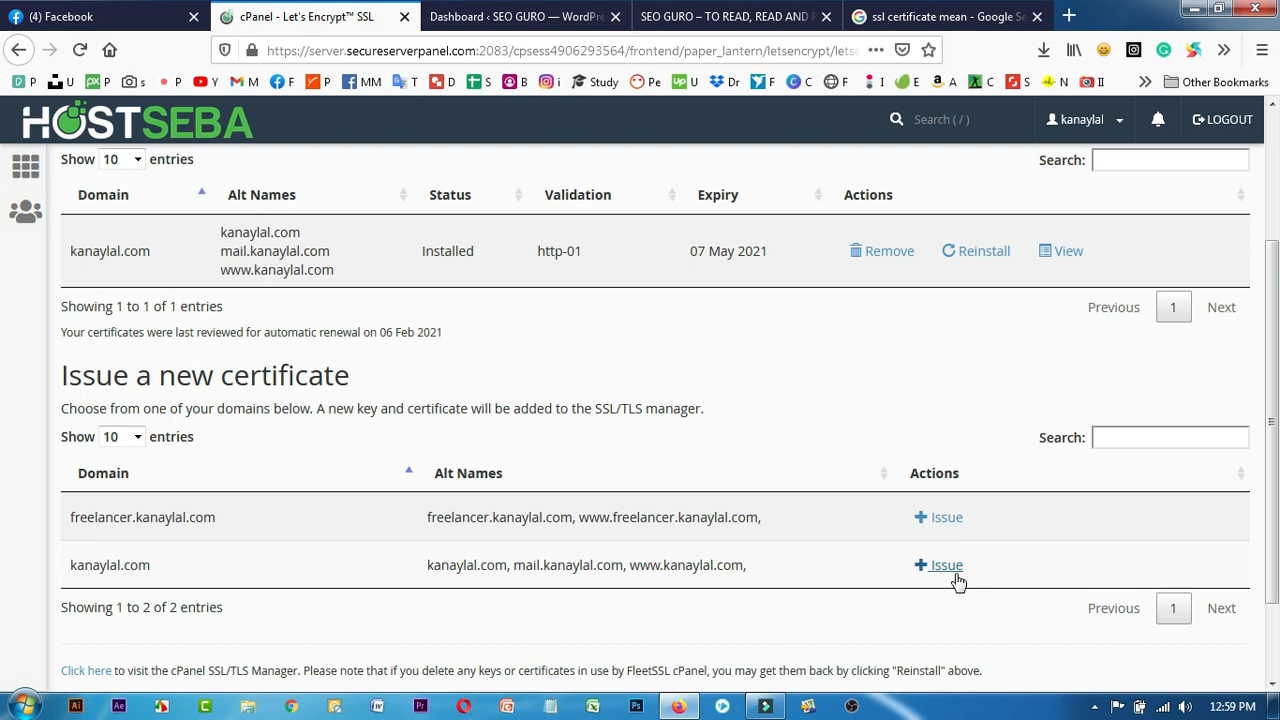 (4) Facebook
cPanel - Let's Encrypt™ SSL
Dashboard ‹ SEO GURO — WordPre
SEO GURO – TO READ, READ AND
ssl certificate mean - Google Se
https://server.secureserverpanel.com:2083/cpsess4906293564/frontend/paper_lantern/letsencrypt/letse
P U P s P Y M F P MM T D S B i Study Pe U Dr F C F I E A C S N II Other Bookmarks
HOSTSEBA
Search ( / ) kanaylal LOGOUT
Show 10 entries Search:
Domain Alt Names Status Validation Expiry Actions
kanaylal.com
kanaylal.com mail.kanaylal.com Installed http-01 07 May 2021 Remove Reinstall View
www.kanaylal.com
Showing 1 to 1 of 1 entries Previous 1 Next
Your certificates were last reviewed for automatic renewal on 06 Feb 2021
Issue a new certificate
Choose from one of your domains below. A new key and certificate will be added to the SSL/TLS manager.
Show 10 entries Search:
Domain Alt Names Actions
freelancer.kanaylal.com freelancer.kanaylal.com, www.freelancer.kanaylal.com, Issue
kanaylal.com kanaylal.com, mail.kanaylal.com, www.kanaylal.com, Issue
Showing 1 to 2 of 2 entries Previous 1 Next
Click here to visit the cPanel SSL/TLS Manager. Please note that if you delete any keys or certificates in use by FleetSSL cPanel, you may get them back by clicking "Reinstall" above.
12:59 PM